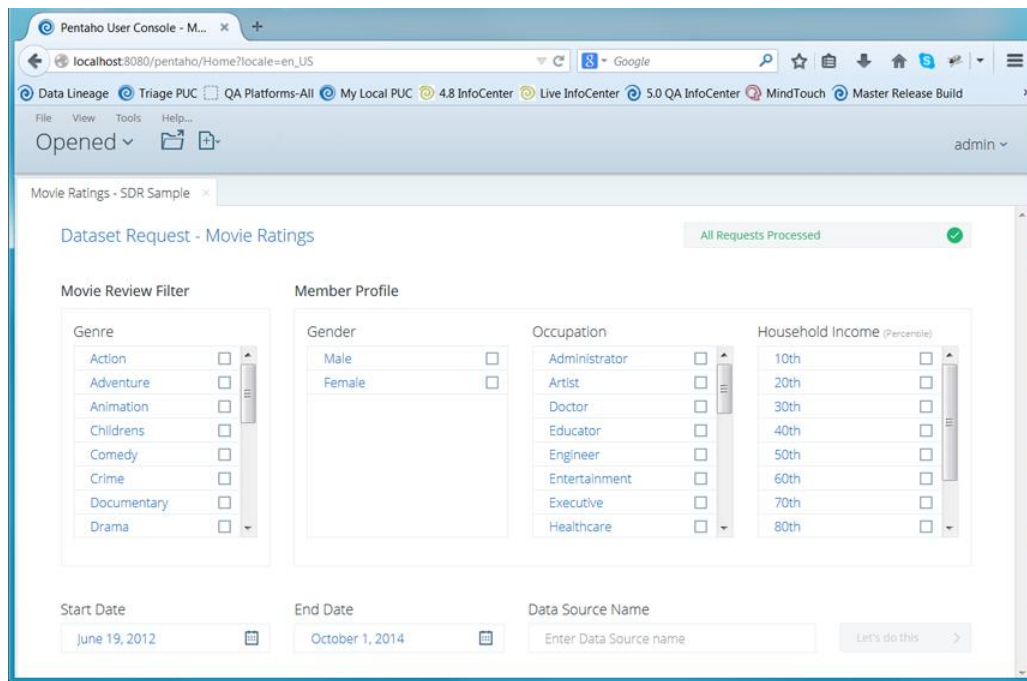 Pentaho User Console - M... × +
localhost:8080/pentaho/Home?locale=en_US
8 Google
Data Lineage Triage PUC QA Platforms-All My Local PUC 4.8 InfoCenter Live InfoCenter 5.0 QA InfoCenter MindTouch Master Release Build
File View Tools Help...
Opened admin
Movie Ratings - SDR Sample ×
Dataset Request - Movie Ratings All Requests Processed
Movie Review Filter Member Profile
Genre Gender Occupation Household Income (Percentile)
Action Male Administrator 10th
Adventure Female Artist 20th
Animation Doctor 30th
Childrens Educator 40th
Comedy Engineer 50th
Crime Entertainment 60th
Documentary Executive 70th
Drama Healthcare 80th
Start Date End Date Data Source Name
June 19, 2012 October 1, 2014 Enter Data Source name Let's do this >